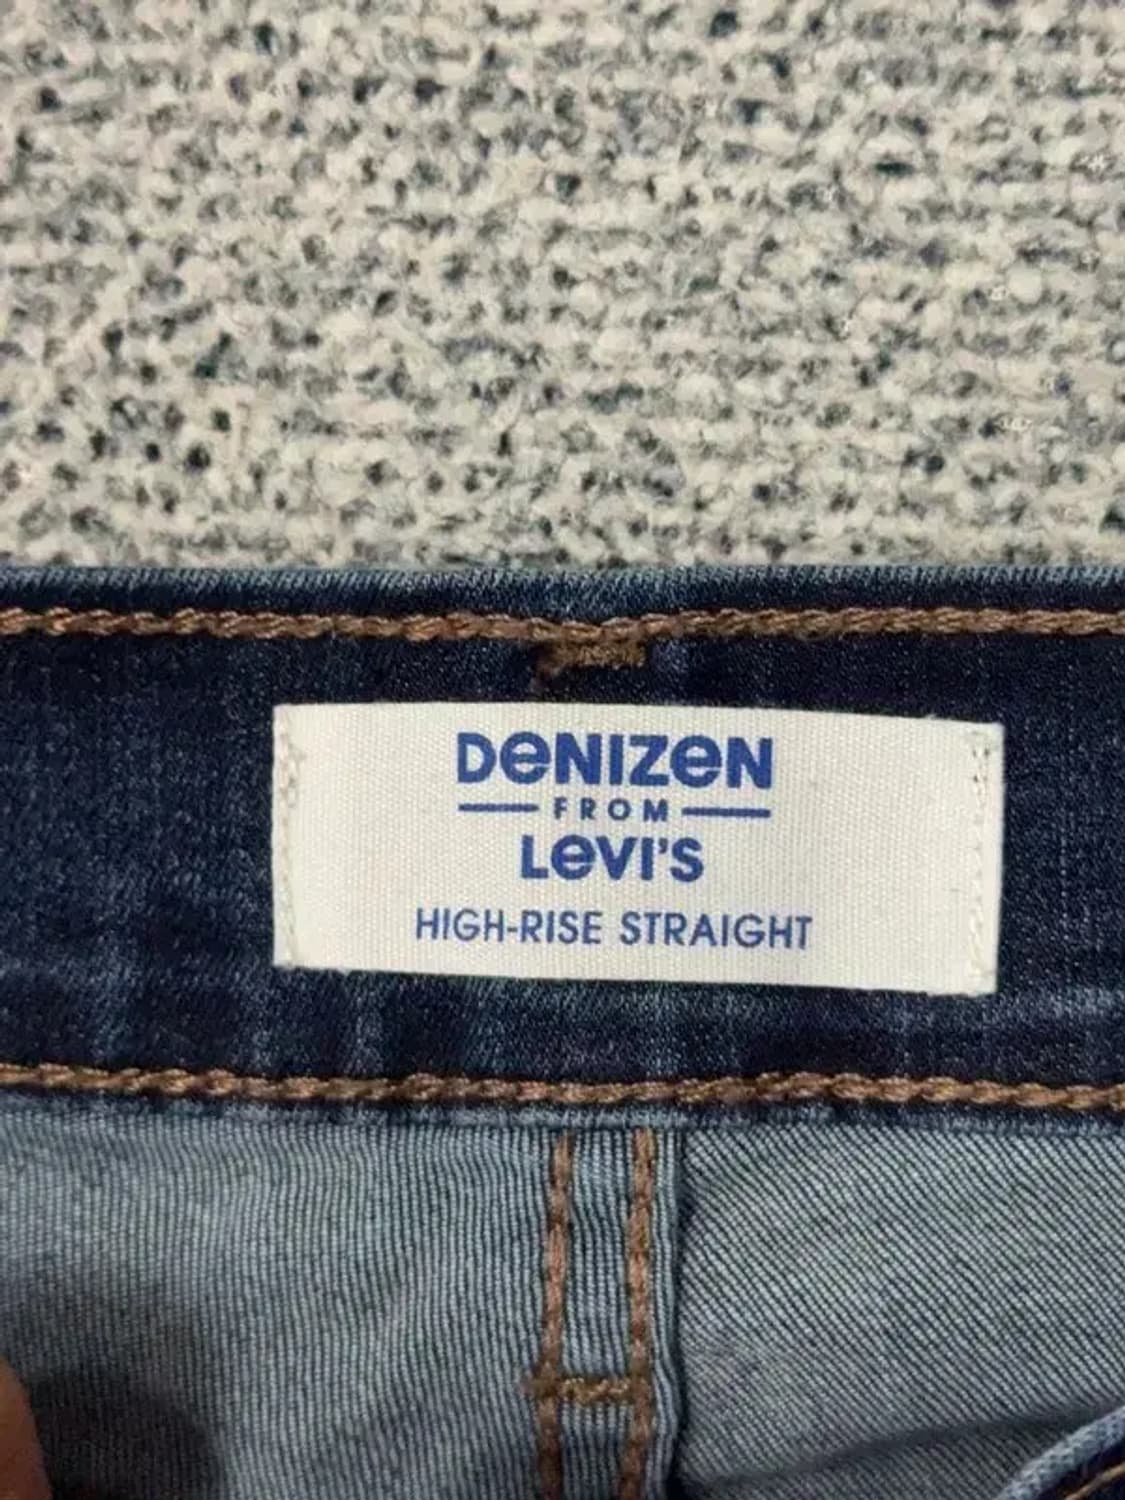 DeNIZeN
FROM
Levi's
HIGH-RISE STRAIGHT